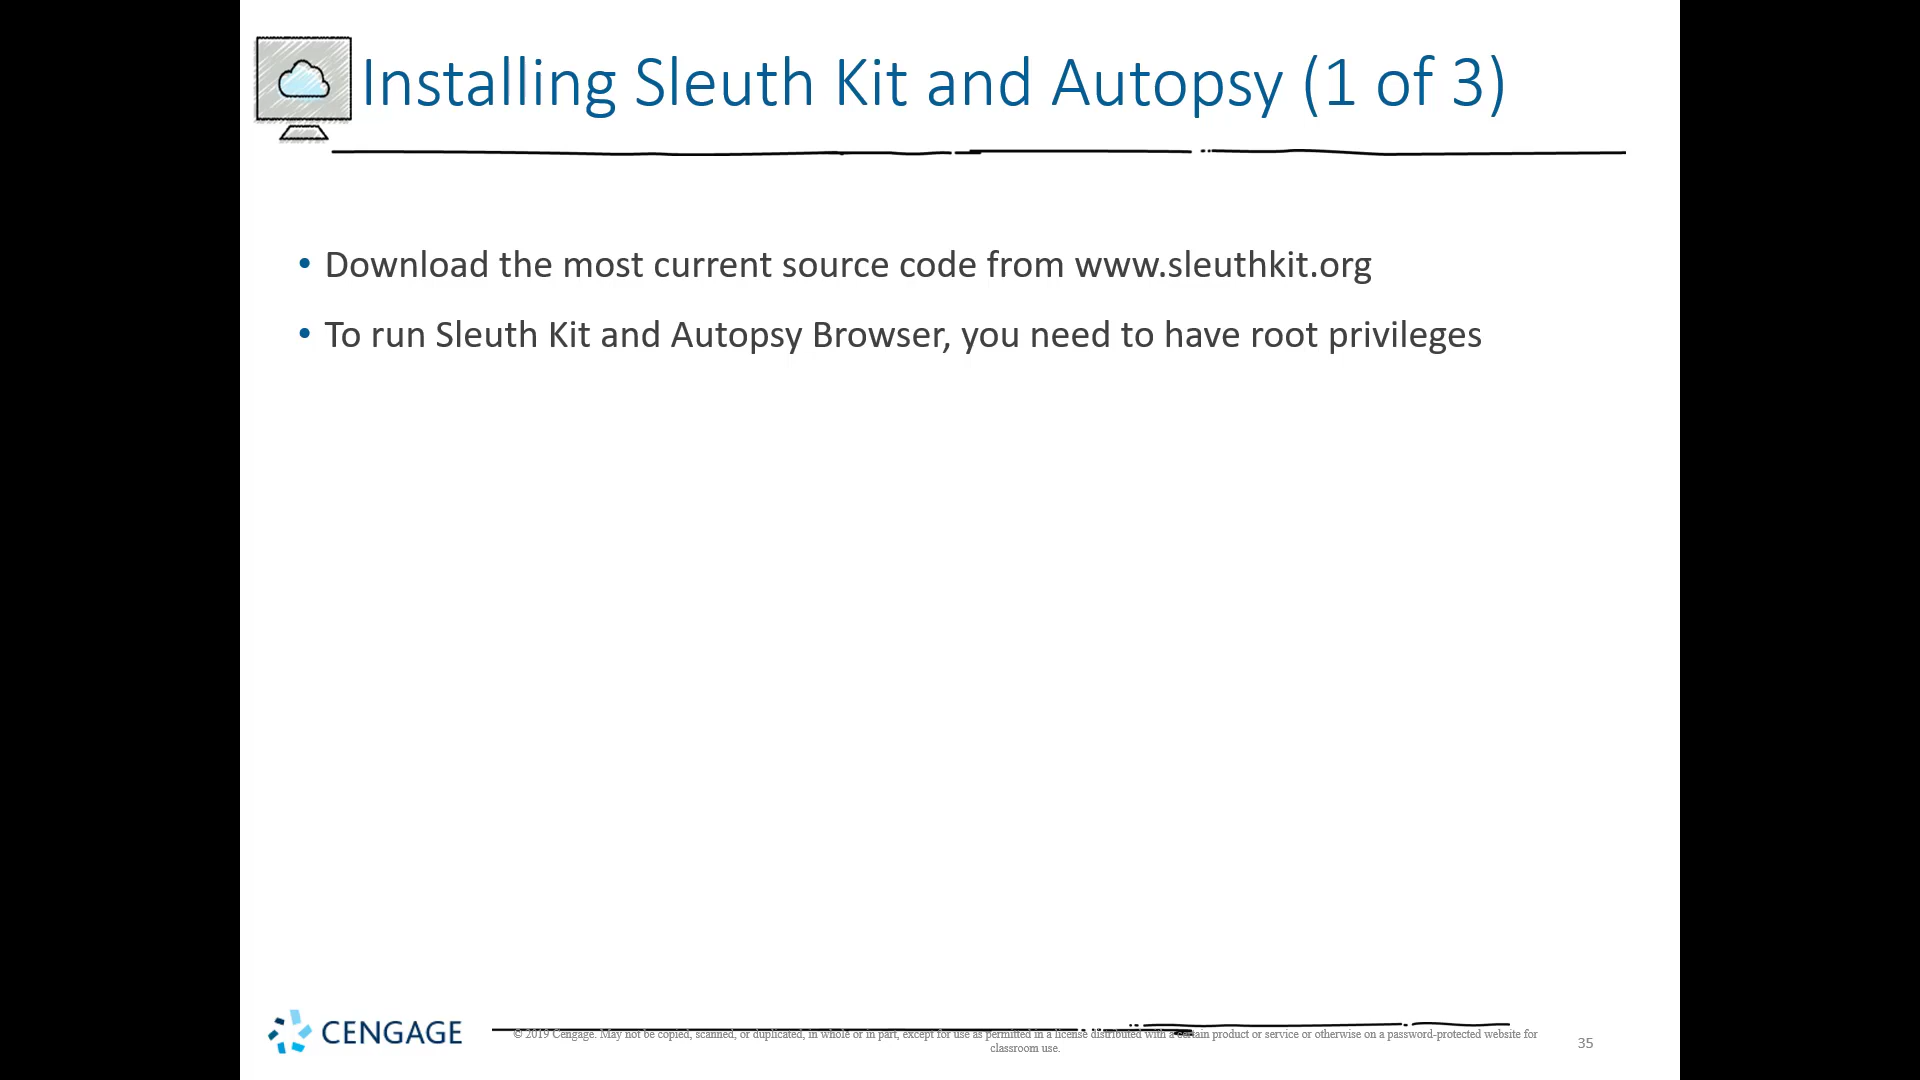 Installing Sleuth Kit and Autopsy (1 of 3)
• Download the most current source code from www.sleuthkit.org
• To run Sleuth Kit and Autopsy Browser, you need to have root privileges
CENGAGE
© 2019 Cengage. May not be copied, scanned, or duplicated, in whole or in part, except for use as permitted in a license distributed with a certain product or service or otherwise on a password-protected website for
classroom use.
35